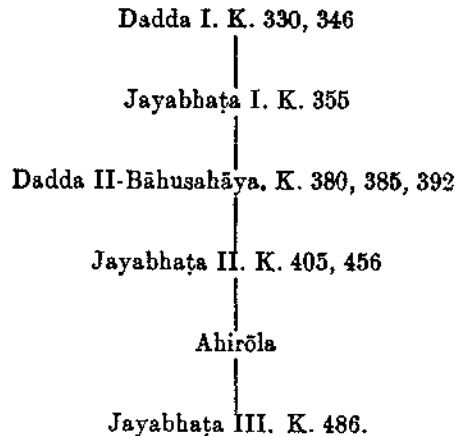 Dadda I. K. 330, 346
Jayabhaṭa I. K. 355
Dadda II-Bāhusahāya. K. 380, 385, 392
Jayabhaṭa II. K. 405, 456
Ahirōla
Jayabhaṭa III. K. 486.